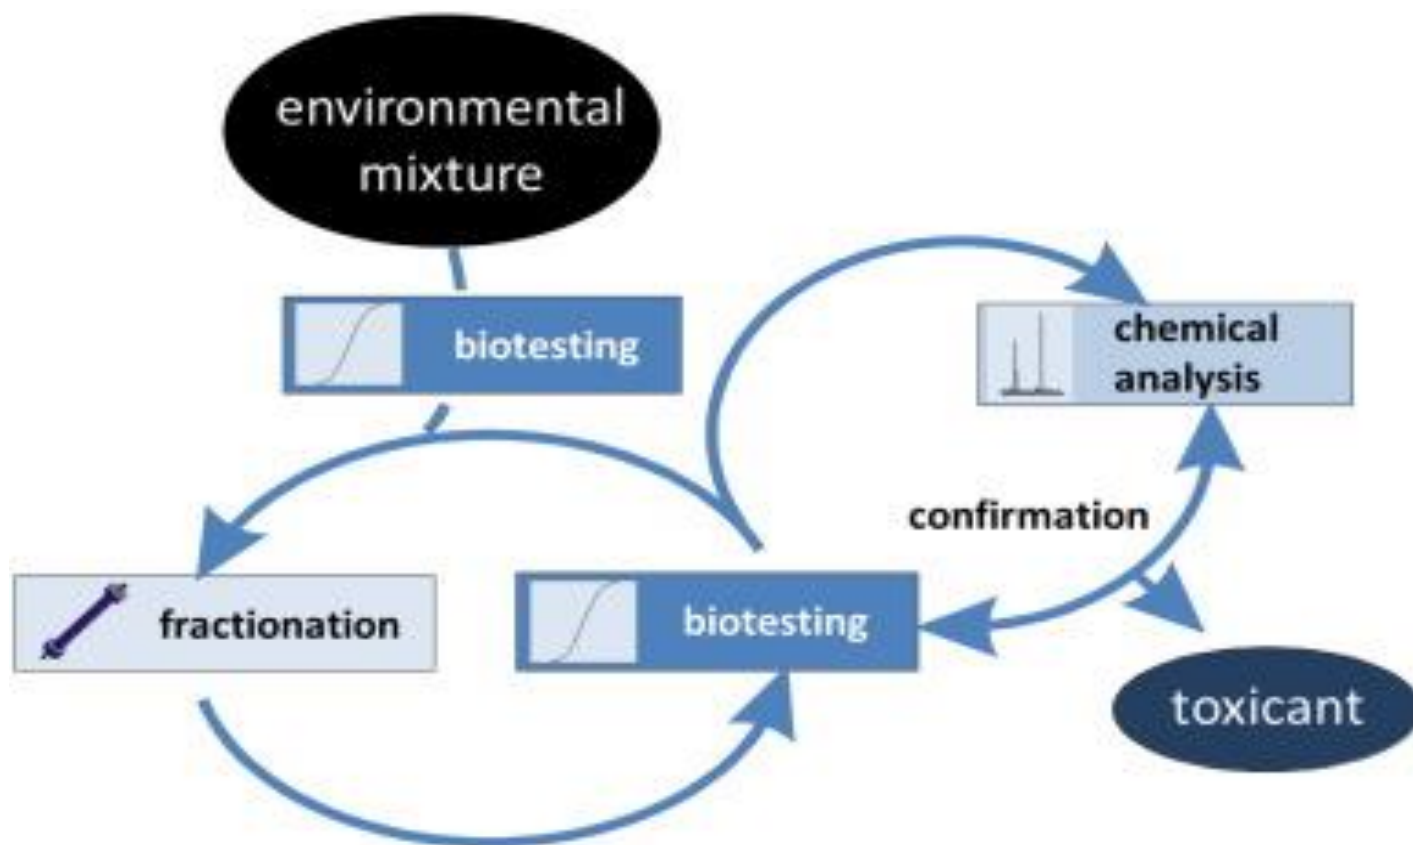 environmental
mixture
biotesting
chemical
analysis
confirmation
fractionation
biotesting
toxicant